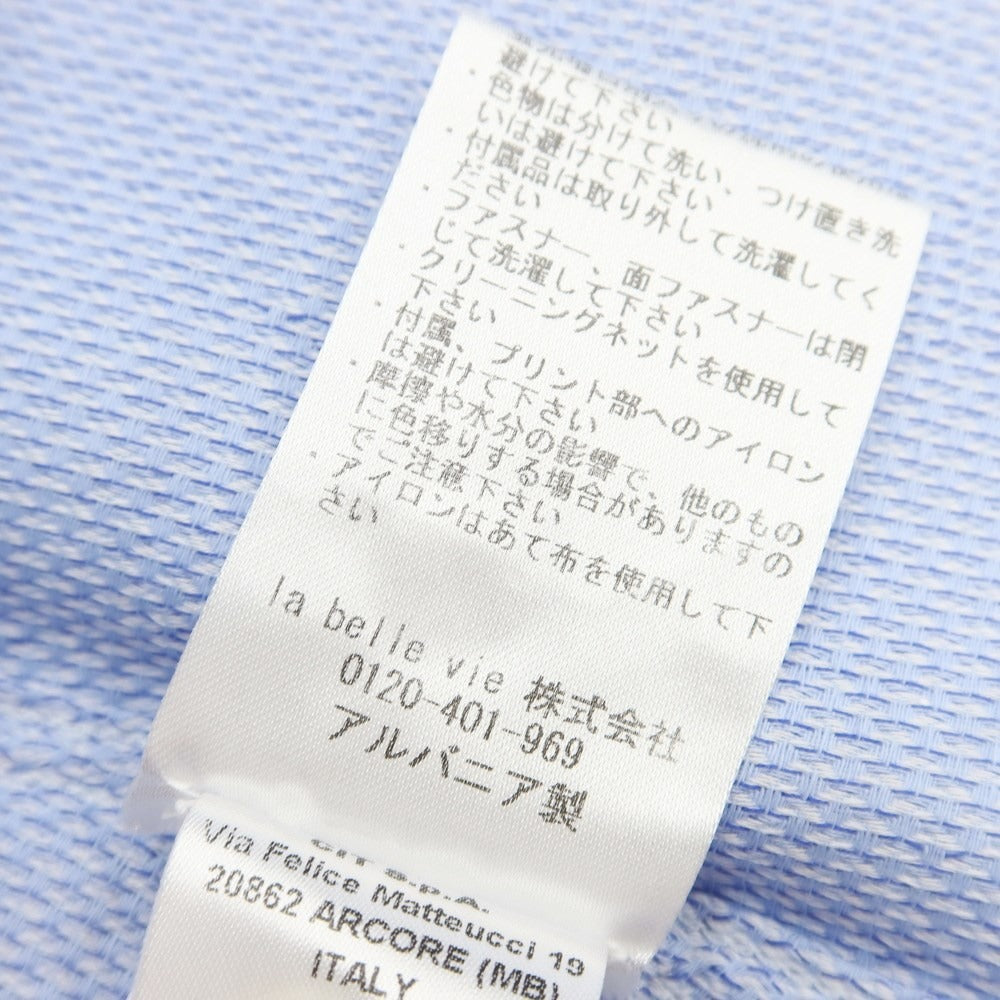 避けて下さい
・色物は分けて洗い、つけ置き洗
いは避けて下さい
・付属品は取り外して洗濯してく
ださい
・ファスナー、面ファスナーは閉
じて洗濯して下さい
・クリーニングネットを使用して
下さい
・付属、プリント部へのアイロン
は避けて下さい
・摩擦や水分の影響で、他のもの
に色移りする場合がありますの
でご注意下さい
・アイロンはあて布を使用して下
さい
la belle vie 株式会社
0120-401-969
アルバニア製
S.P.A.
Via Felice Matteucci 19
20862 ARCORE (MB)
ITALY